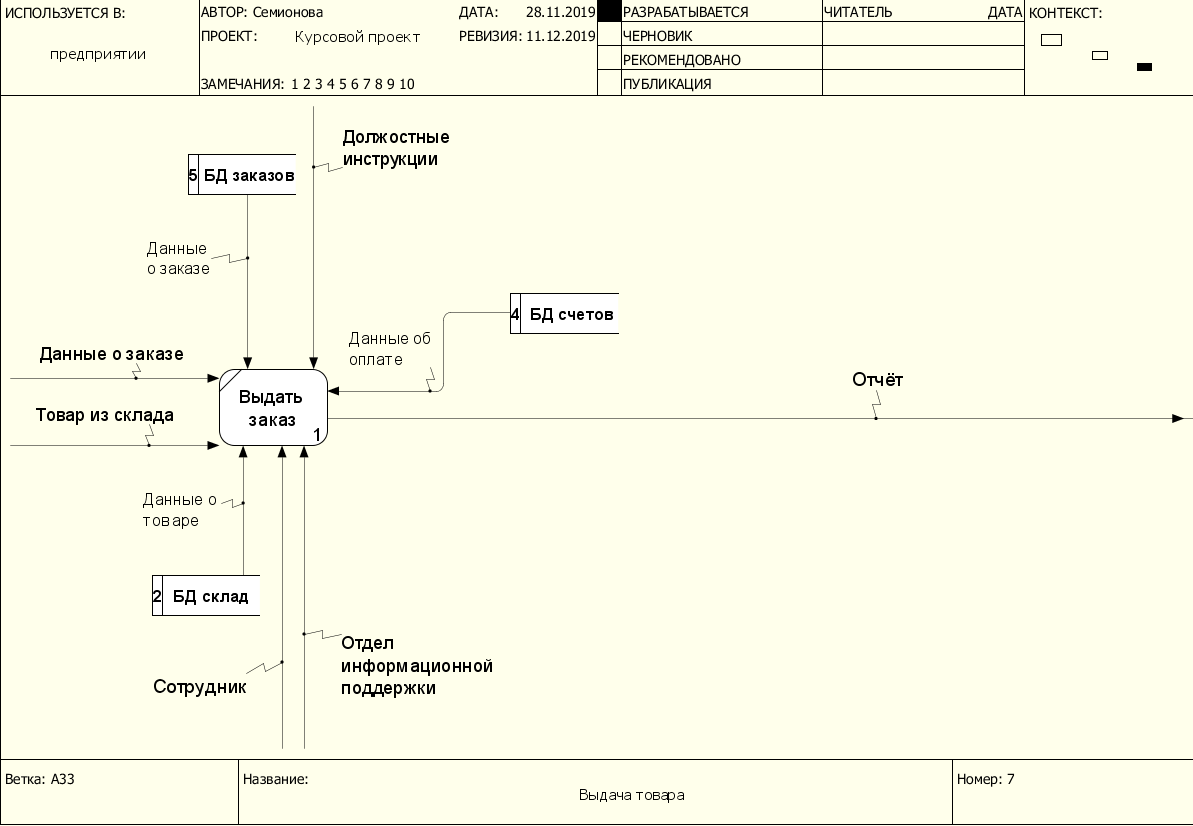 ИСПОЛЬЗУЕТСЯ В:
предприятии
АВТОР: Семионова
ДАТА: 28.11.2019
ПРОЕКТ: Курсовой проект
РЕВИЗИЯ: 11.12.2019
ЗАМЕЧАНИЯ: 1 2 3 4 5 6 7 8 9 10
РАЗРАБАТЫВАЕТСЯ
ЧЕРНОВИК
РЕКОМЕНДОВАНО
ПУБЛИКАЦИЯ
ЧИТАТЕЛЬ ДАТА
КОНТЕКСТ:
Должостные
инструкции
5 БД заказов
Данные
о заказе
4 БД счетов
Данные об
оплате
Данные о заказе
Отчёт
Выдать
заказ
1
Товар из склада
Данные о
товаре
2 БД склад
Отдел
информационной
поддержки
Сотрудник
Ветка: A33
Название:
Выдача товара
Номер: 7